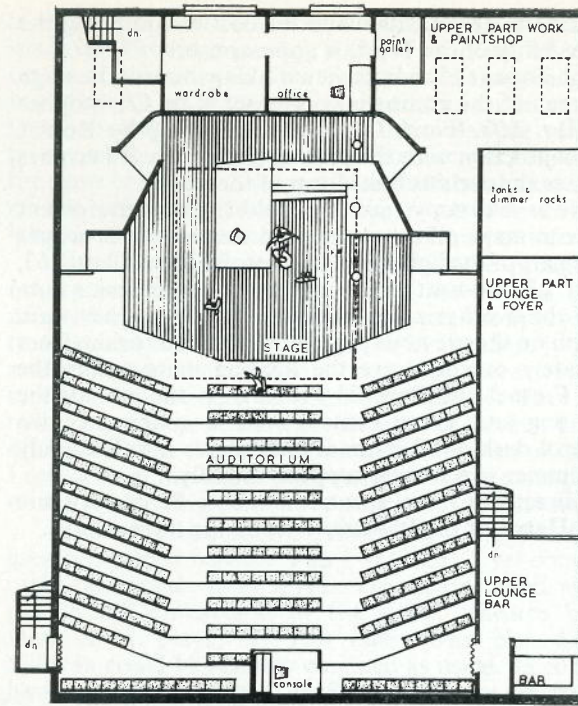 dn.
wardrobe
office
paint
gallery
UPPER PART WORK
& PAINTSHOP
tanks &
dimmer racks
UPPER PART
LOUNGE
& FOYER
STAGE
AUDITORIUM
dn
UPPER
LOUNGE
BAR
dn
console
BAR